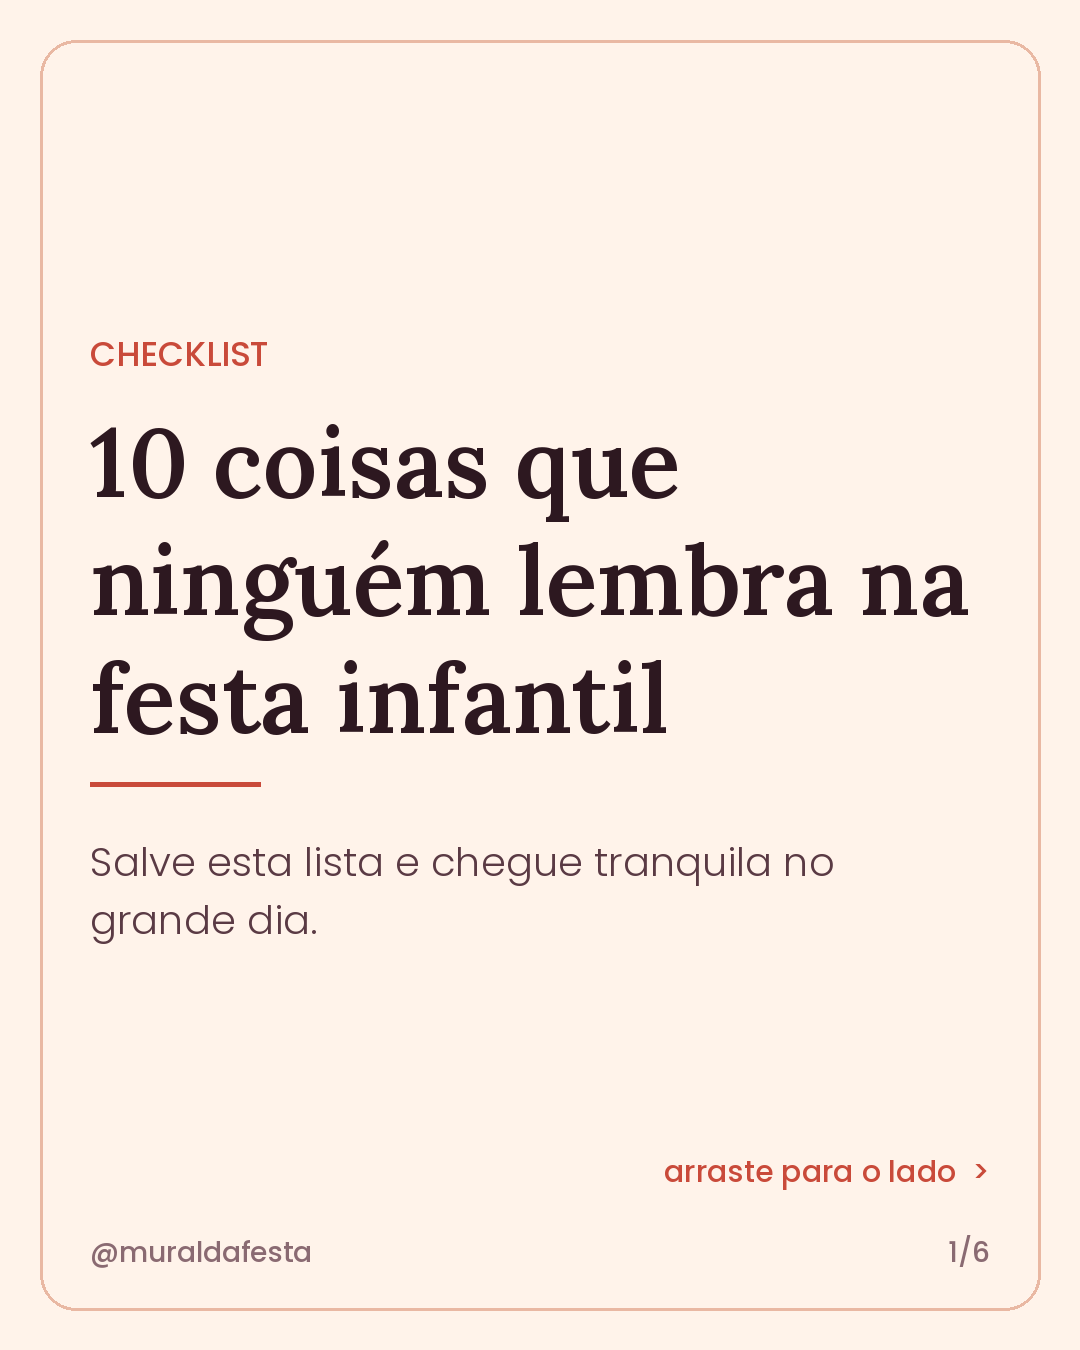 CHECKLIST
10 coisas que
ninguém lembra na
festa infantil
Salve esta lista e chegue tranquila no
grande dia.
arraste para o lado >
@muraldafesta
1/6